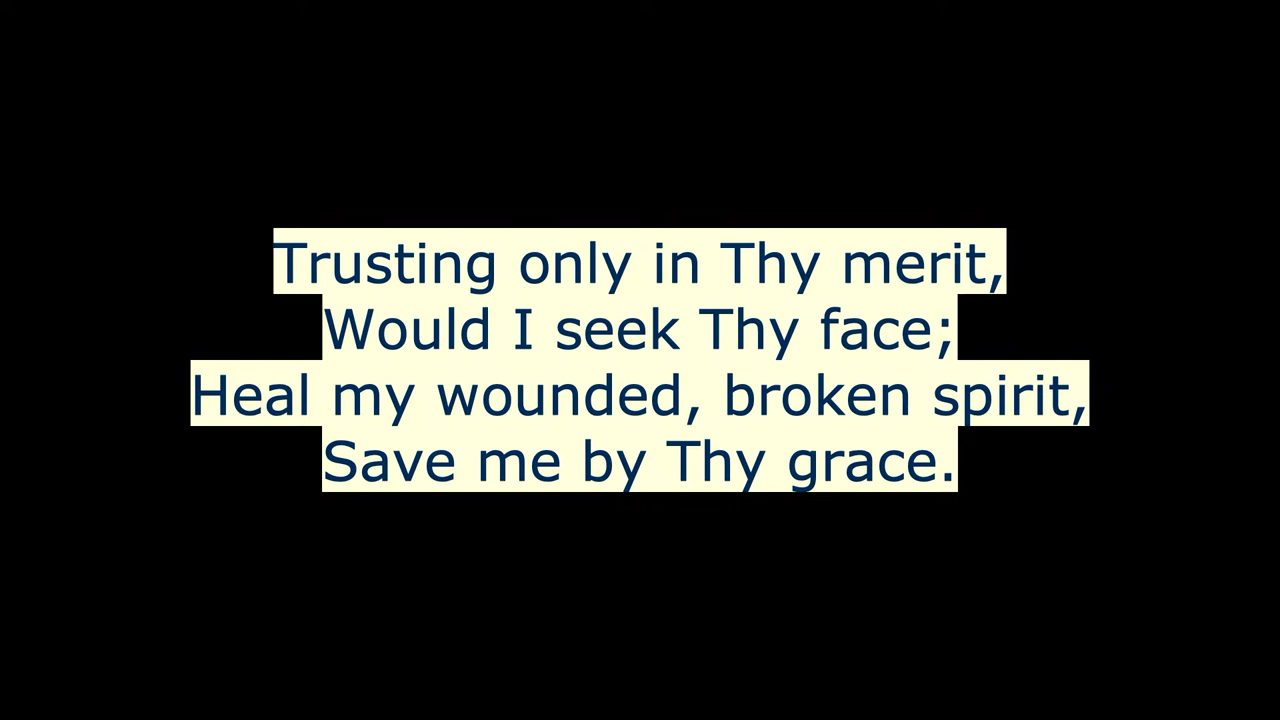 Trusting only in Thy merit,
Would I seek Thy face;
Heal my wounded, broken spirit,
Save me by Thy grace.